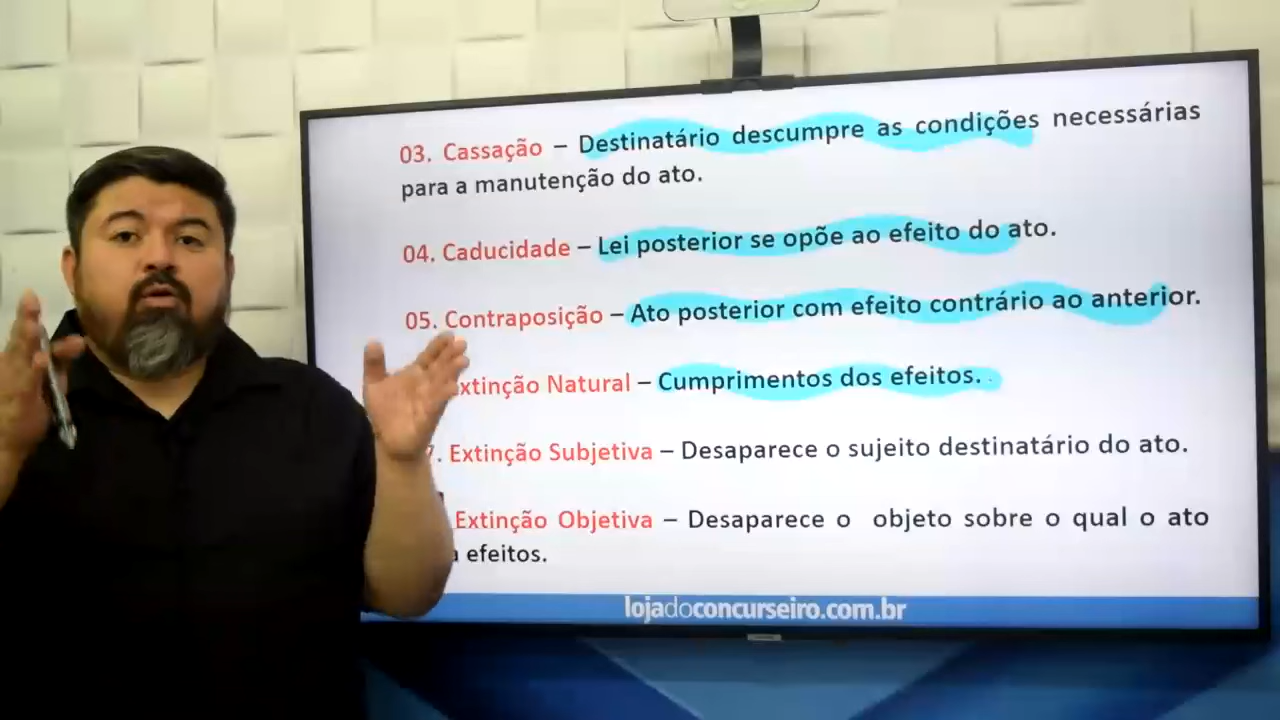 03. Cassação – Destinatário descumpre as condições necessárias
para a manutenção do ato.
04. Caducidade – Lei posterior se opõe ao efeito do ato.
05. Contraposição – Ato posterior com efeito contrário ao anterior.
xtinção Natural – Cumprimentos dos efeitos.
7. Extinção Subjetiva – Desaparece o sujeito destinatário do ato.
Extinção Objetiva – Desaparece o objeto sobre o qual o ato
a efeitos.
lojadoconcurseiro.com.br